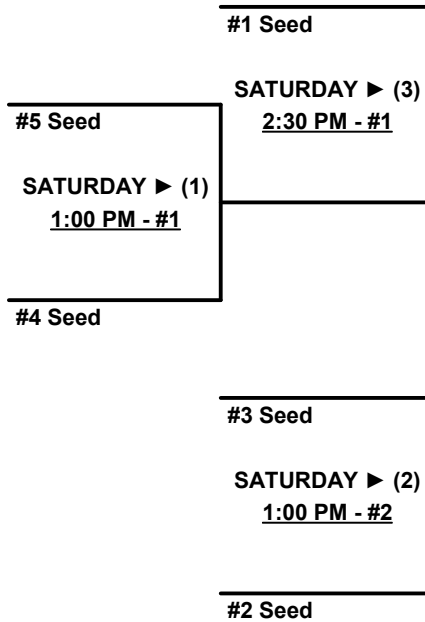 #1 Seed
SATURDAY ► (3)
2:30 PM - #1
#5 Seed
SATURDAY ► (1)
1:00 PM - #1
#4 Seed
#3 Seed
SATURDAY ► (2)
1:00 PM - #2
#2 Seed